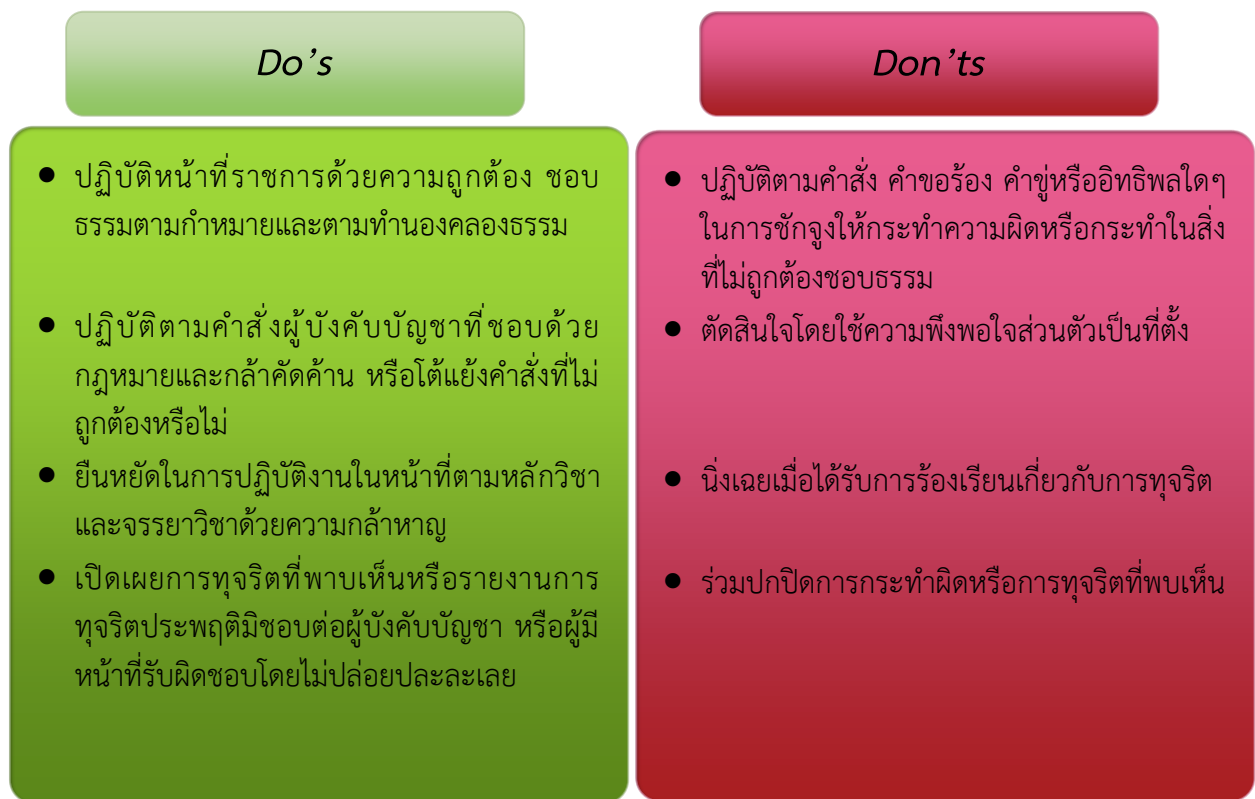 Do's
● ปฏิบัติหน้าที่ราชการด้วยความถูกต้อง ชอบ
ธรรมตามกำหมายและตามทำนองคลองธรรม
● ปฏิบัติตามคำสั่งผู้บังคับบัญชาที่ชอบด้วย
กฎหมายและกล้าคัดค้าน หรือโต้แย้งคำสั่งที่ไม่
ถูกต้องหรือไม่
● ยืนหยัดในการปฏิบัติงานในหน้าที่ตามหลักวิชา
และจรรยาวิชาด้วยความกล้าหาญ
● เปิดเผยการทุจริตที่พาบเห็นหรือรายงานการ
ทุจริตประพฤติมิชอบต่อผู้บังคับบัญชา หรือผู้มี
หน้าที่รับผิดชอบโดยไม่ปล่อยปละละเลย
Don'ts
● ปฏิบัติตามคำสั่ง คำขอร้อง คำขู่หรืออิทธิพลใดๆ
ในการชักจูงให้กระทำความผิดหรือกระทำในสิ่ง
ที่ไม่ถูกต้องชอบธรรม
● ตัดสินใจโดยใช้ความพึงพอใจส่วนตัวเป็นที่ตั้ง
● นิ่งเฉยเมื่อได้รับการร้องเรียนเกี่ยวกับการทุจริต
● ร่วมปกปิดการกระทำผิดหรือการทุจริตที่พบเห็น